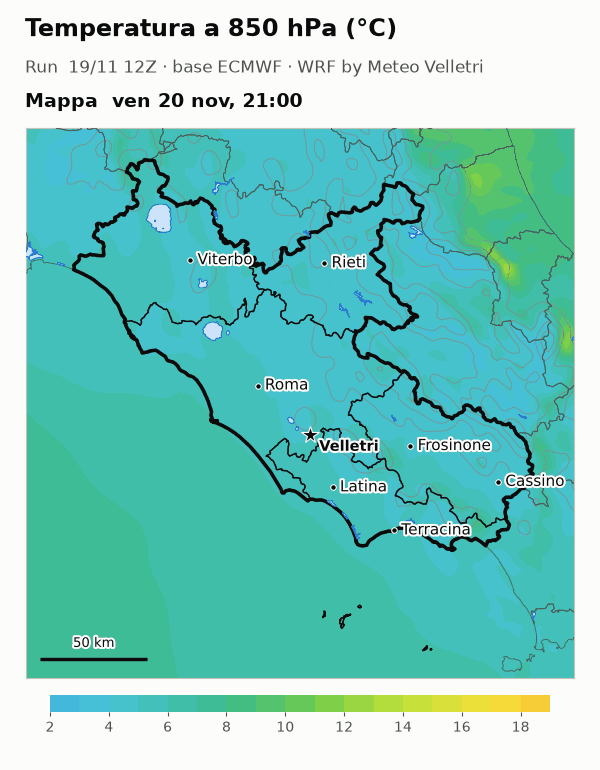 Temperatura a 850 hPa (°C)
Run  19/11 12Z · base ECMWF · WRF by Meteo Velletri
Mappa  ven 20 nov, 21:00
Viterbo
Rieti
Roma
Velletri
Frosinone
Cassino
Latina
Terracina
50 km
2 4 6 8 10 12 14 16 18